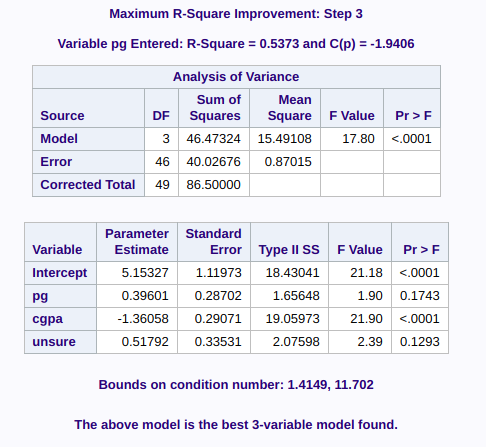 Maximum R-Square Improvement: Step 3
Variable pg Entered: R-Square = 0.5373 and C(p) = -1.9406
Analysis of Variance
Source DF Sum of Squares Mean Square F Value Pr > F
Model 3 46.47324 15.49108 17.80 <.0001
Error 46 40.02676 0.87015
Corrected Total 49 86.50000
Variable Parameter Estimate Standard Error Type II SS F Value Pr > F
Intercept 5.15327 1.11973 18.43041 21.18 <.0001
pg 0.39601 0.28702 1.65648 1.90 0.1743
cgpa -1.36058 0.29071 19.05973 21.90 <.0001
unsure 0.51792 0.33531 2.07598 2.39 0.1293
Bounds on condition number: 1.4149, 11.702
The above model is the best 3-variable model found.